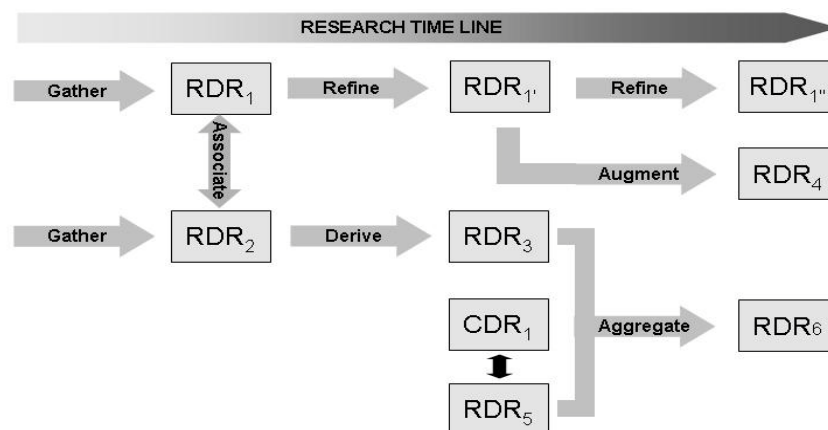 RESEARCH TIME LINE
Gather RDR₁ Refine RDR₁' Refine RDR₁"
Associate
Augment RDR₄
Gather RDR₂ Derive RDR₃
CDR₁
Aggregate RDR₆
RDR₅